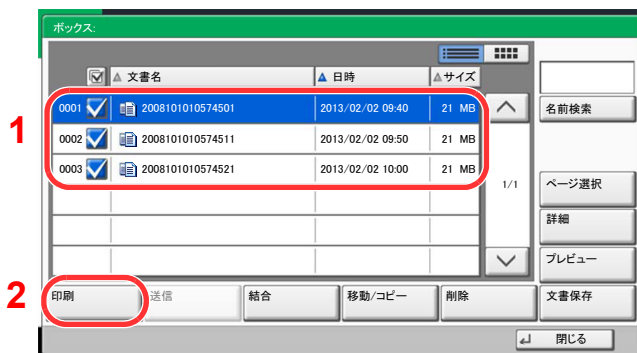 ボックス:
文書名 日時 サイズ
1
0001 2008101010574501 2013/02/02 09:40 21 MB
0002 2008101010574511 2013/02/02 09:50 21 MB
0003 2008101010574521 2013/02/02 10:00 21 MB
1/1
名前検索
ページ選択
詳細
プレビュー
2
印刷 送信 結合 移動/コピー 削除 文書保存
閉じる